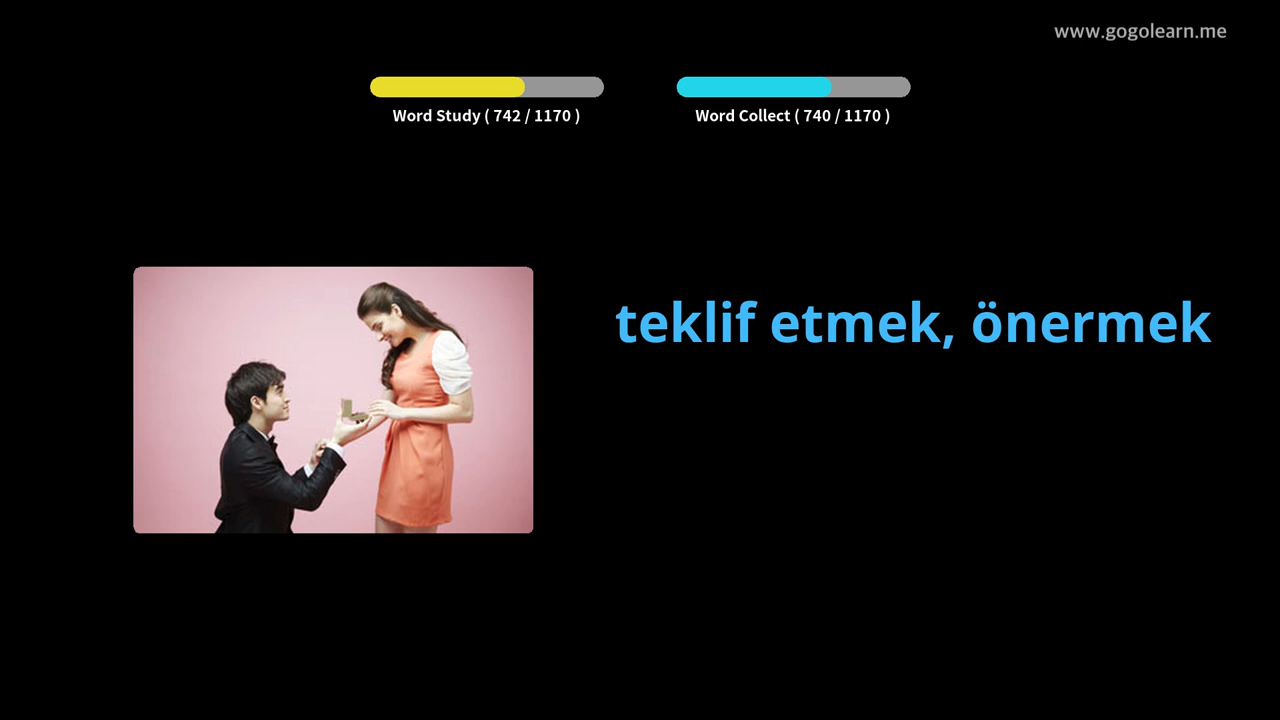 www.gogolearn.me
Word Study ( 742 / 1170 )
Word Collect ( 740 / 1170 )
teklif etmek, önermek